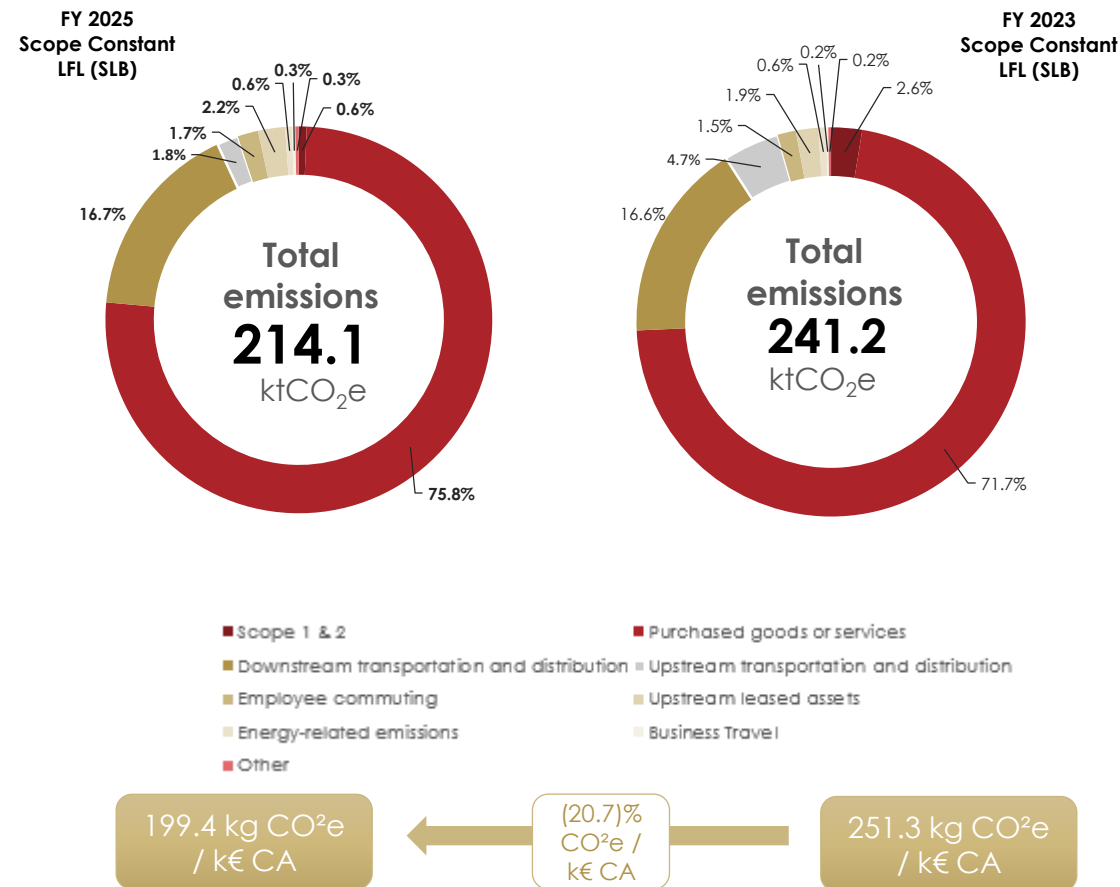 FY 2025
Scope Constant
LFL (SLB)
0.3%
0.3%
0.6%
0.6%
2.2%
1.7%
1.8%
16.7%
75.8%
Total
emissions
214.1
ktCO₂e
FY 2023
Scope Constant
LFL (SLB)
0.2%
0.2%
0.6%
2.6%
1.9%
1.5%
4.7%
16.6%
71.7%
Total
emissions
241.2
ktCO₂e
Scope 1 & 2
Purchased goods or services
Downstream transportation and distribution
Upstream transportation and distribution
Employee commuting
Upstream leased assets
Energy-related emissions
Business Travel
Other
199.4 kg CO²e
/ k€ CA
(20.7)%
CO²e /
k€ CA
251.3 kg CO²e
/ k€ CA